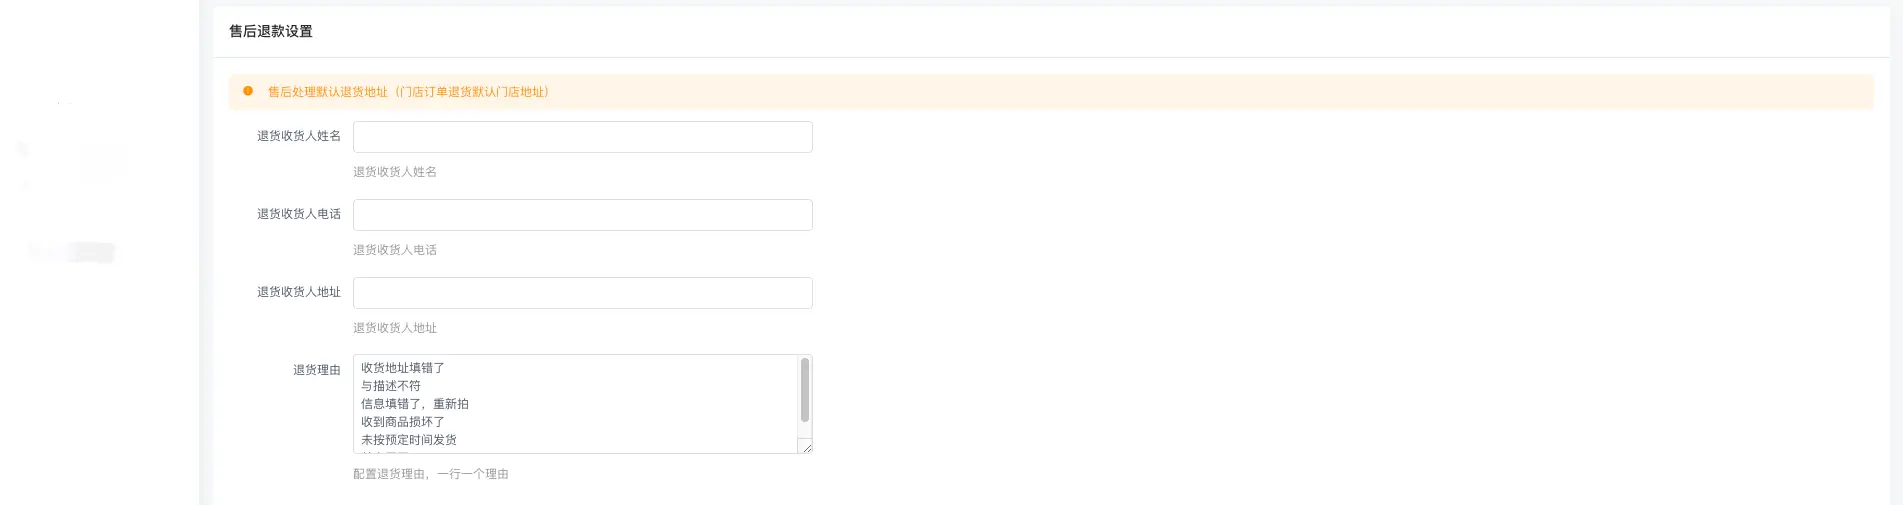 售后退款设置
售后处理默认退货地址（门店订单退货默认门店地址）
退货收货人姓名
退货收货人姓名
退货收货人电话
退货收货人电话
退货收货人地址
退货收货人地址
退货理由
收货地址填错了
与描述不符
信息填错了，重新拍
收到商品损坏了
未按预定时间发货
配置退货理由，一行一个理由